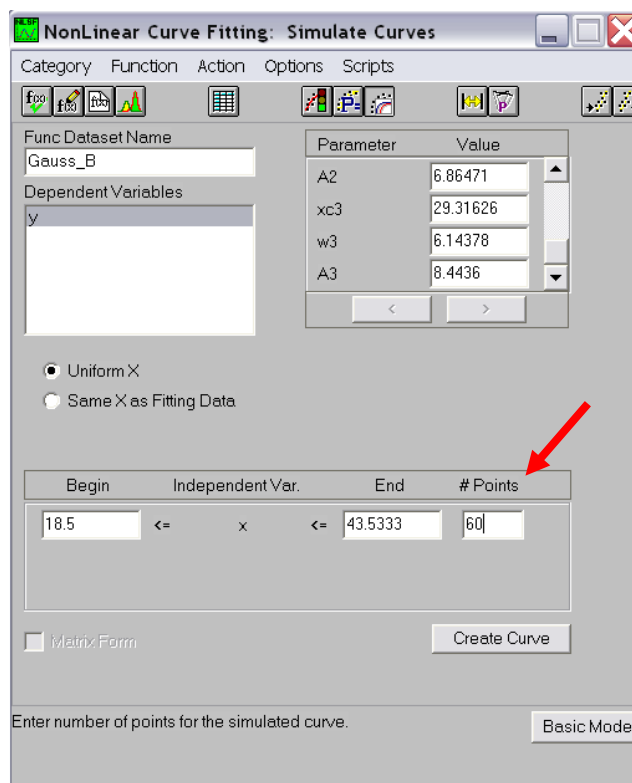 NLSF
NonLinear Curve Fitting: Simulate Curves
Category Function Action Options Scripts
f(x) f(x) f(x) P= P
Func Dataset Name
Gauss_B
Dependent Variables
y
Parameter Value
A2 6.86471
xc3 29.31626
w3 6.14378
A3 8.4436
< >
Uniform X
Same X as Fitting Data
Begin Independent Var. End # Points
18.5 <= x <= 43.5333 60
Matrix Form
Create Curve
Enter number of points for the simulated curve.
Basic Mode